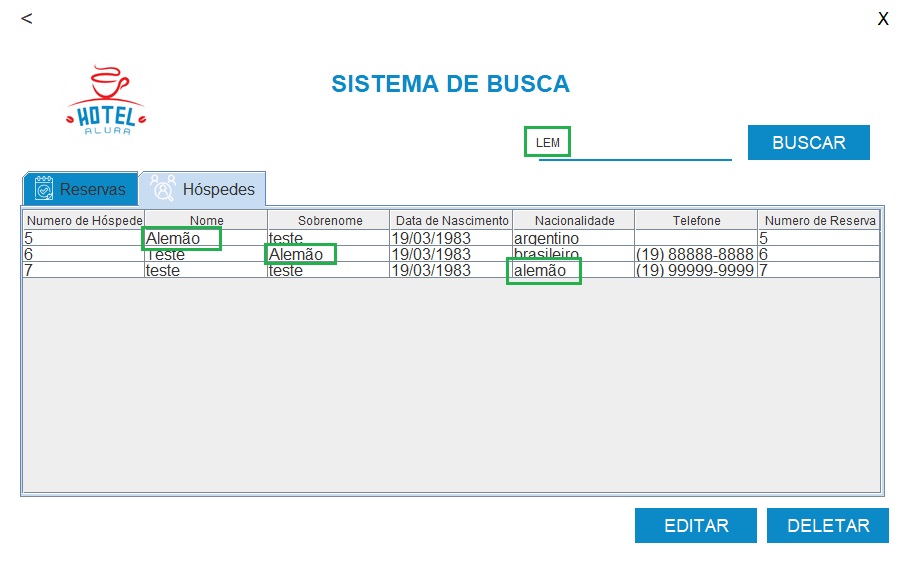 < X
HOTEL
ALURA
SISTEMA DE BUSCA
LEM
BUSCAR
Reservas Hóspedes
Numero de Hóspede Nome Sobrenome Data de Nascimento Nacionalidade Telefone Numero de Reserva
5 Alemão teste 19/03/1983 argentino 5
6 Teste Alemão 19/03/1983 brasileiro (19) 88888-8888 6
7 teste teste 19/03/1983 alemão (19) 99999-9999 7
EDITAR DELETAR